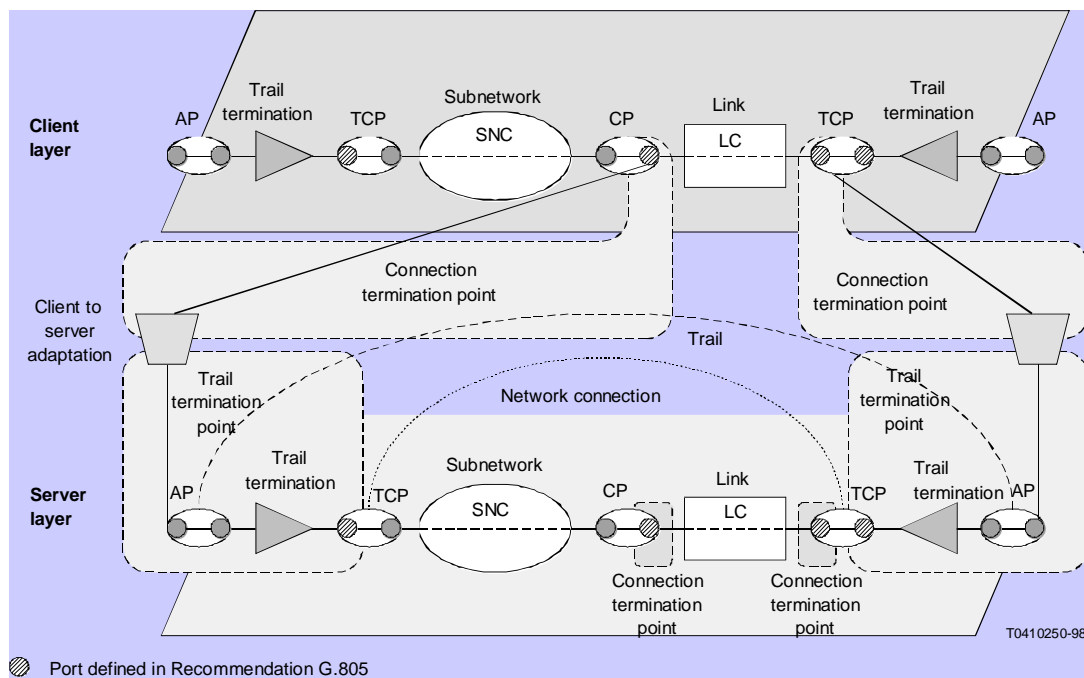 Client
layer
AP
Trail
termination
TCP
Subnetwork
SNC
CP
Link
LC
TCP
Trail
termination
AP
Connection
termination point
Connection
termination point
Client to
server
adaptation
Trail
Trail
termination
point
Network connection
Trail
termination
point
Server
layer
AP
Trail
termination
TCP
Subnetwork
SNC
CP
Link
LC
TCP
Trail
termination
AP
Connection
termination
point
Connection
termination
point
T0410250-98
Port defined in Recommendation G.805